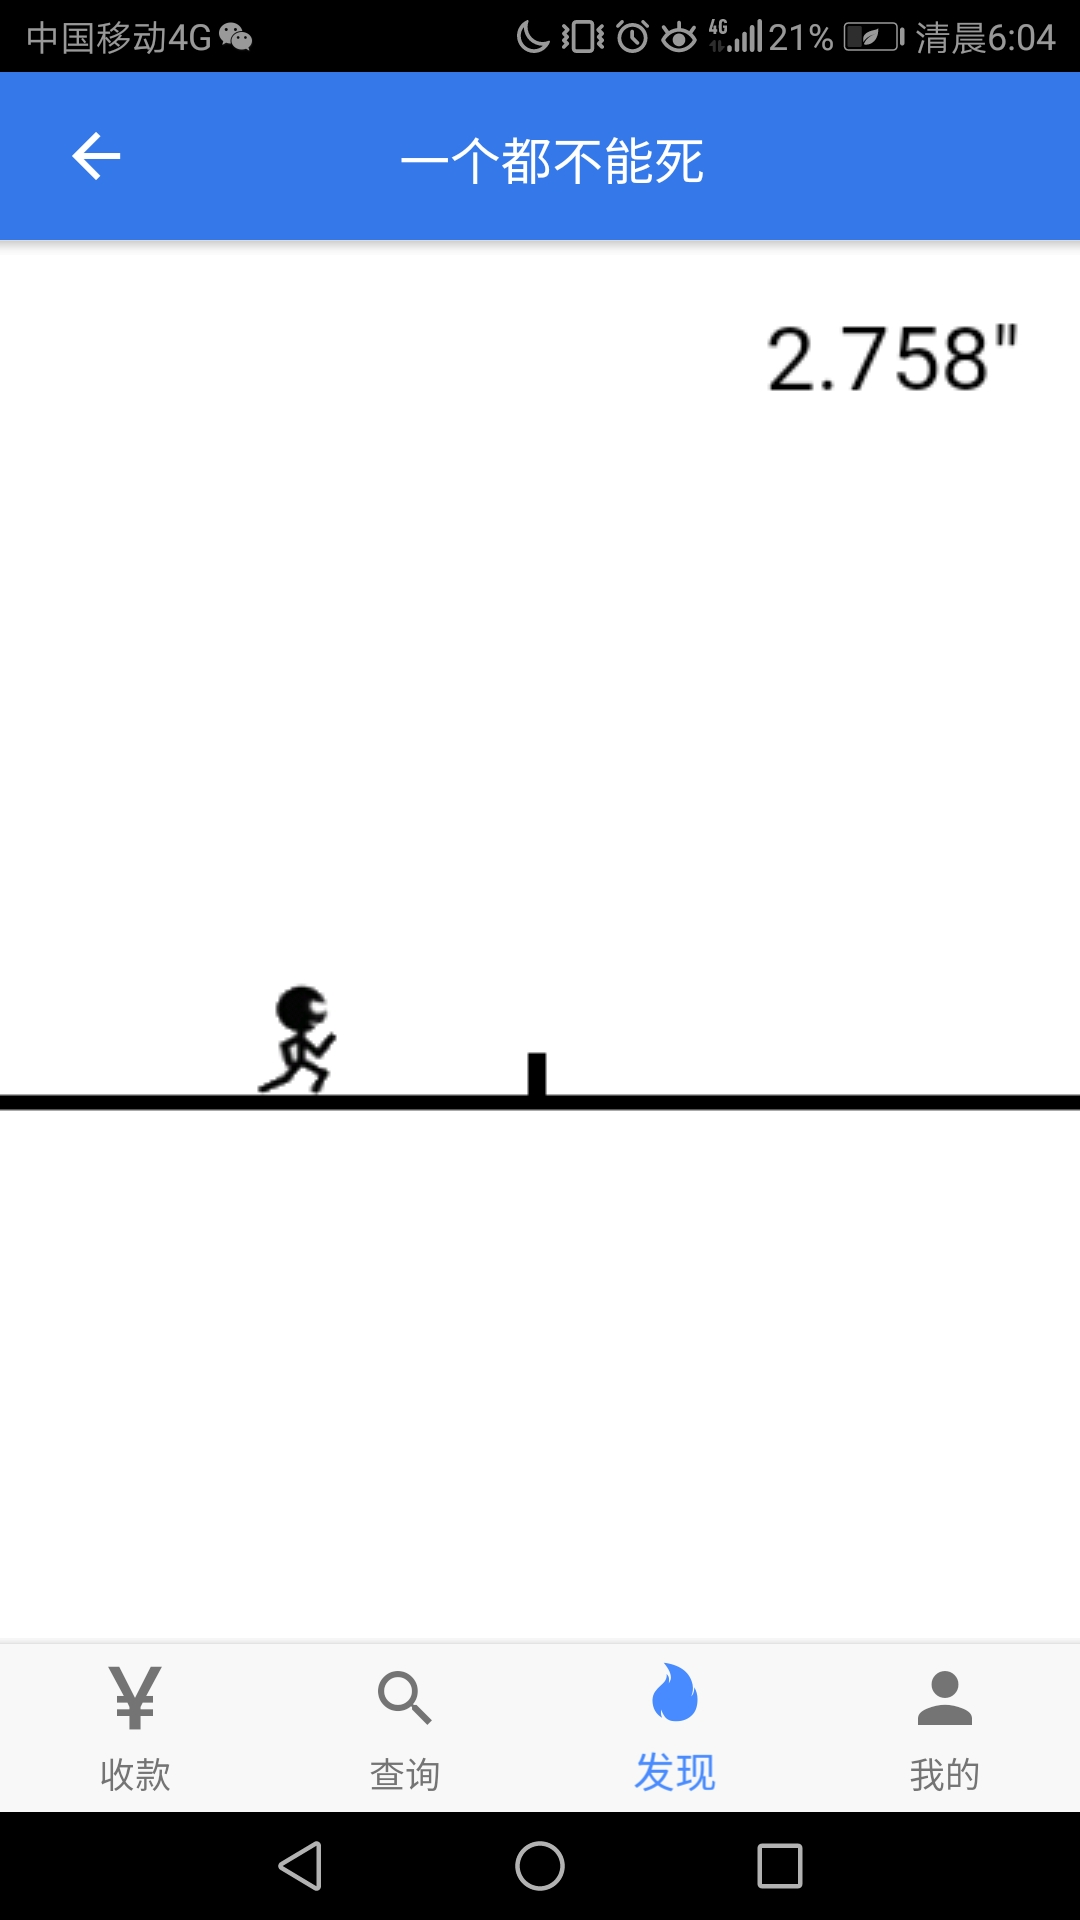 中国移动4G 4G 21% 清晨6:04
一个都不能死
2.758"
收款 查询 发现 我的